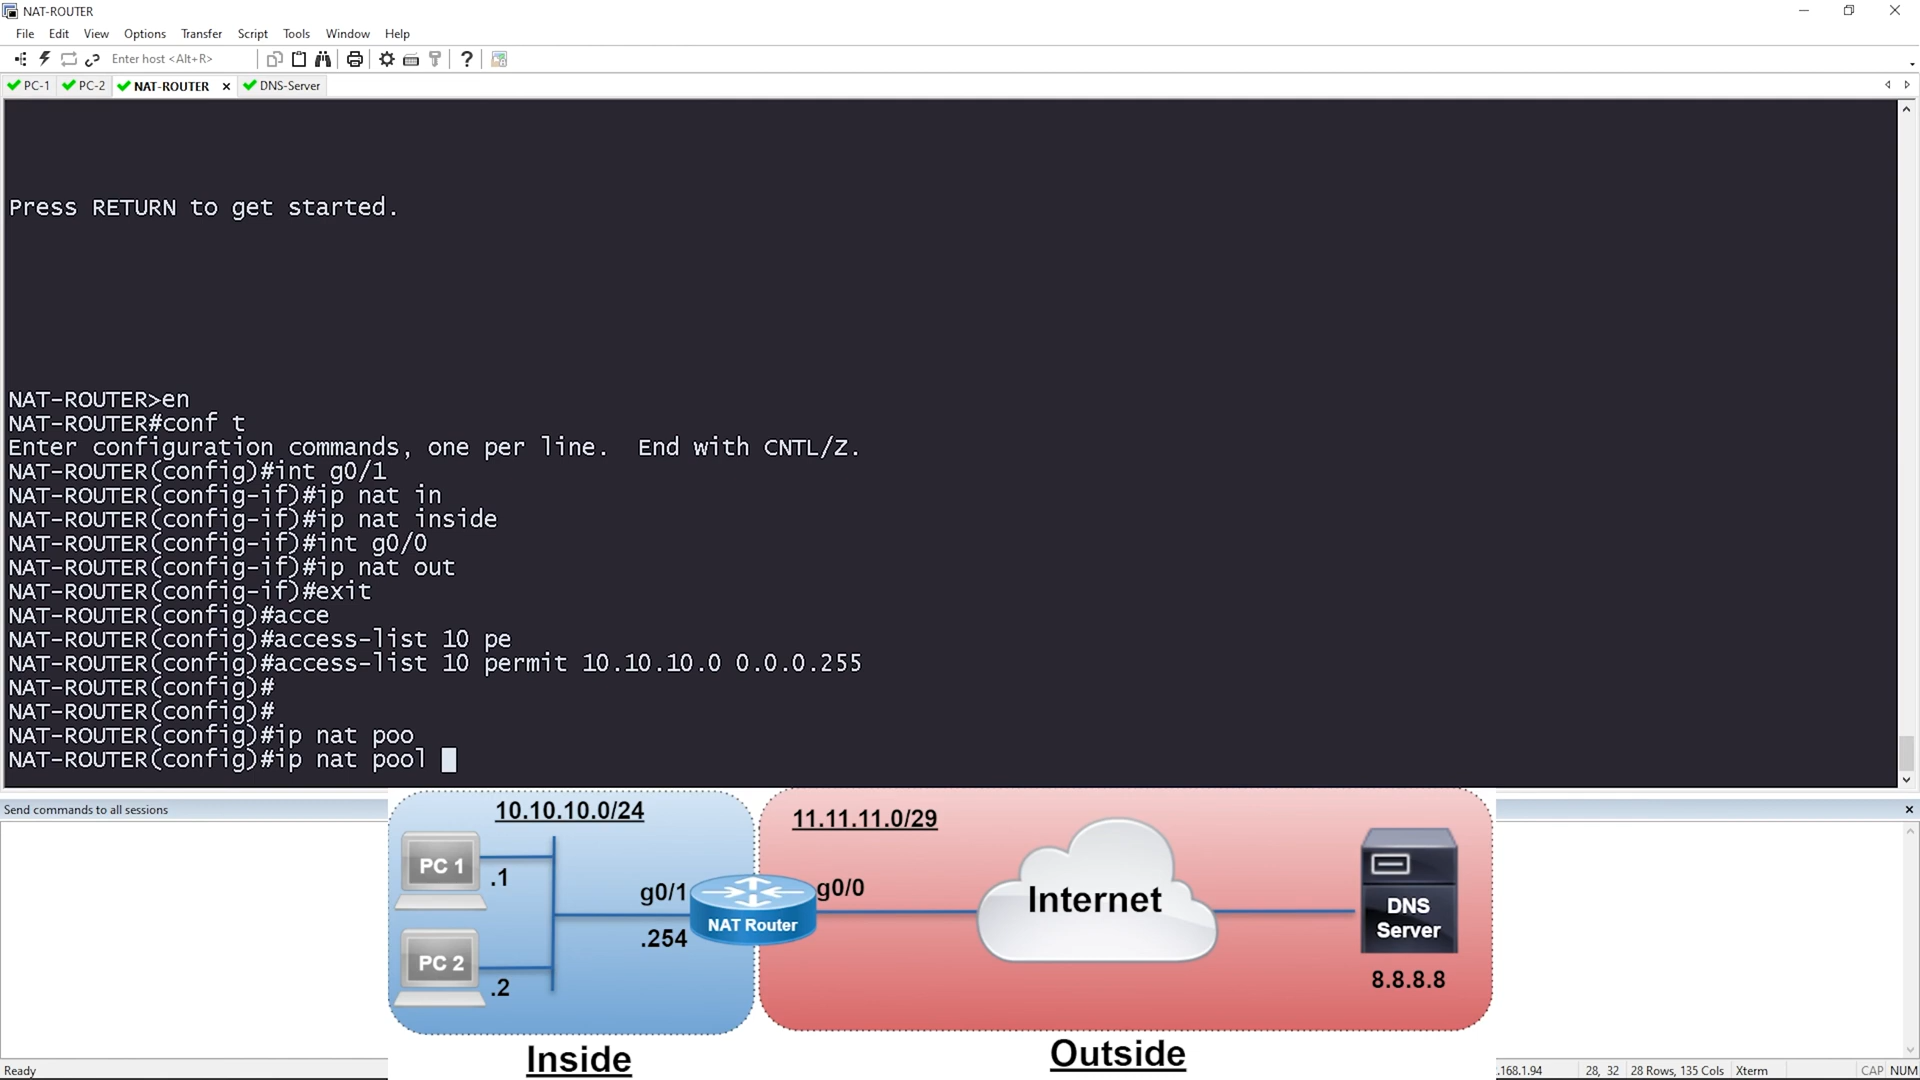 NAT-ROUTER
File Edit View Options Transfer Script Tools Window Help
Enter host <Alt+R>
PC-1 PC-2 NAT-ROUTER DNS-Server
Press RETURN to get started.
NAT-ROUTER>en
NAT-ROUTER#conf t
Enter configuration commands, one per line.  End with CNTL/Z.
NAT-ROUTER(config)#int g0/1
NAT-ROUTER(config-if)#ip nat in
NAT-ROUTER(config-if)#ip nat inside
NAT-ROUTER(config-if)#int g0/0
NAT-ROUTER(config-if)#ip nat out
NAT-ROUTER(config-if)#exit
NAT-ROUTER(config)#acce
NAT-ROUTER(config)#access-list 10 pe
NAT-ROUTER(config)#access-list 10 permit 10.10.10.0 0.0.0.255
NAT-ROUTER(config)#
NAT-ROUTER(config)#
NAT-ROUTER(config)#ip nat poo
NAT-ROUTER(config)#ip nat pool
Send commands to all sessions
10.10.10.0/24
11.11.11.0/29
PC 1
.1
g0/1
g0/0
NAT Router
.254
PC 2
.2
Internet
DNS
Server
8.8.8.8
Inside
Outside
Ready
.168.1.94 28, 32 28 Rows, 135 Cols Xterm CAP NUM